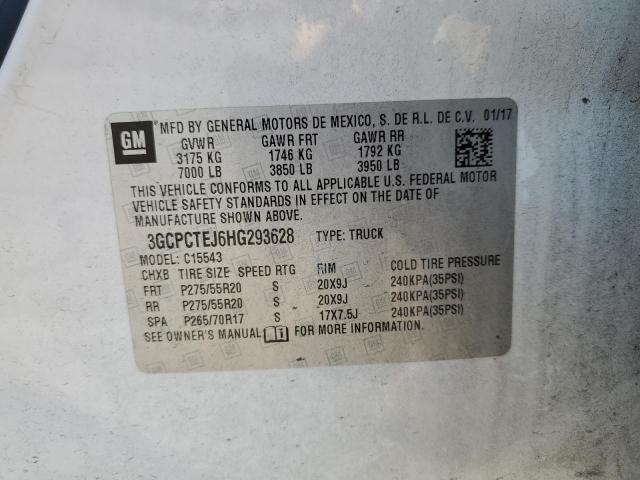 GM
MFD BY GENERAL MOTORS DE MEXICO, S. DE R.L. DE C.V. 01/17
GVWR GAWR FRT GAWR RR
3175 KG 1746 KG 1792 KG
7000 LB 3850 LB 3950 LB
THIS VEHICLE CONFORMS TO ALL APPLICABLE U.S. FEDERAL MOTOR
VEHICLE SAFETY STANDARDS IN EFFECT ON THE DATE OF
MANUFACTURE SHOWN ABOVE.
3GCPCTEJ6HG293628 TYPE: TRUCK
MODEL: C15543
CHXB TIRE SIZE SPEED RTG RIM COLD TIRE PRESSURE
FRT P275/55R20 S 20X9J 240KPA(35PSI)
RR P275/55R20 S 20X9J 240KPA(35PSI)
SPA P265/70R17 S 17X7.5J 240KPA(35PSI)
SEE OWNER'S MANUAL FOR MORE INFORMATION.